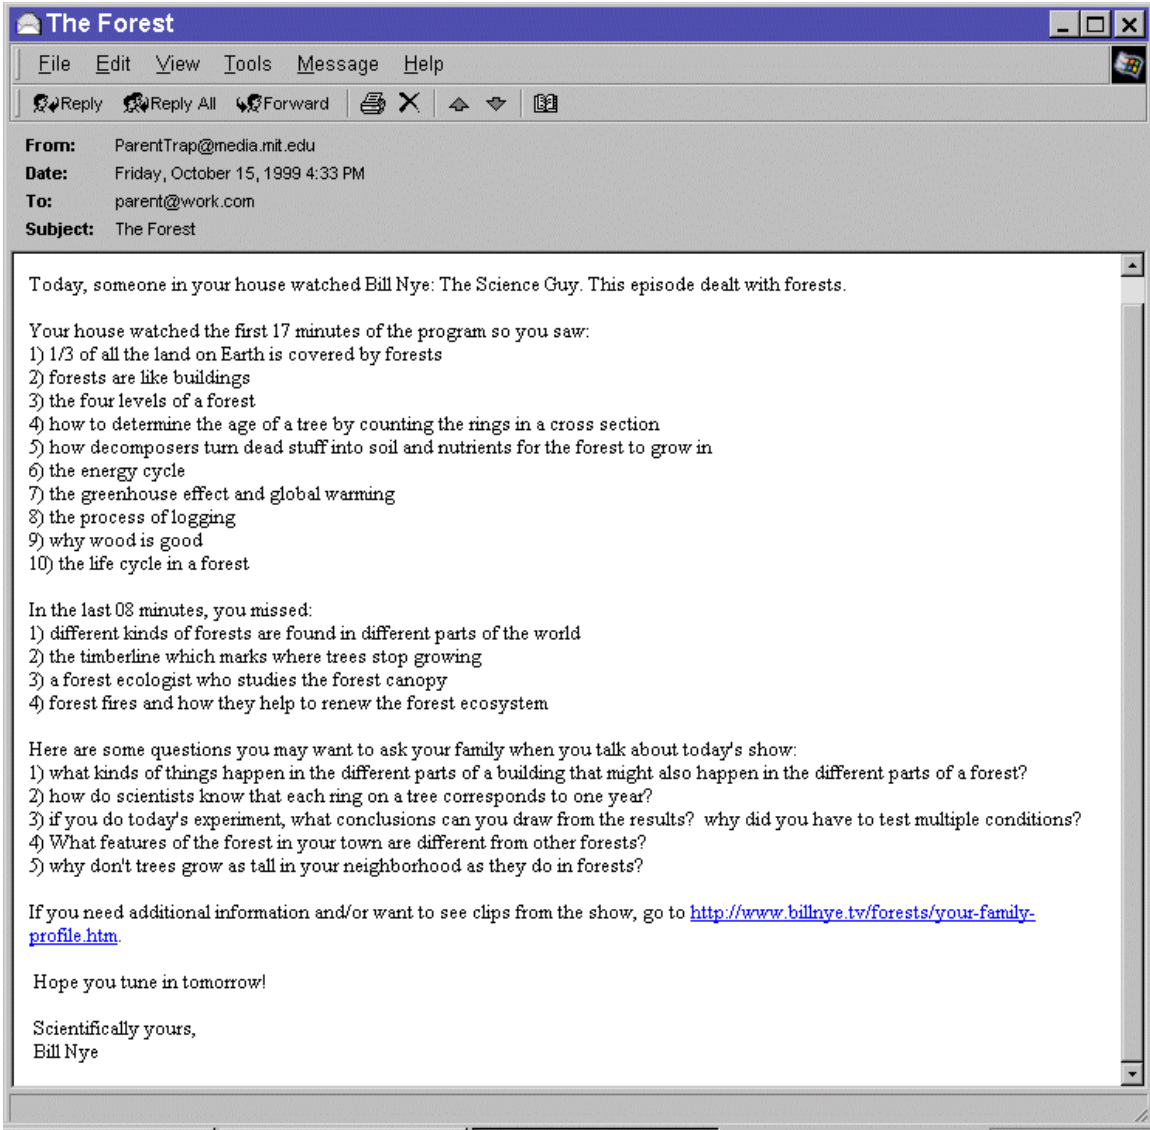 The Forest
File Edit View Tools Message Help
Reply Reply All Forward
From: ParentTrap@media.mit.edu
Date: Friday, October 15, 1999 4:33 PM
To: parent@work.com
Subject: The Forest
Today, someone in your house watched Bill Nye: The Science Guy. This episode dealt with forests.
Your house watched the first 17 minutes of the program so you saw:
1) 1/3 of all the land on Earth is covered by forests
2) forests are like buildings
3) the four levels of a forest
4) how to determine the age of a tree by counting the rings in a cross section
5) how decomposers turn dead stuff into soil and nutrients for the forest to grow in
6) the energy cycle
7) the greenhouse effect and global warming
8) the process of logging
9) why wood is good
10) the life cycle in a forest
In the last 08 minutes, you missed:
1) different kinds of forests are found in different parts of the world
2) the timberline which marks where trees stop growing
3) a forest ecologist who studies the forest canopy
4) forest fires and how they help to renew the forest ecosystem
Here are some questions you may want to ask your family when you talk about today's show:
1) what kinds of things happen in the different parts of a building that might also happen in the different parts of a forest?
2) how do scientists know that each ring on a tree corresponds to one year?
3) if you do today's experiment, what conclusions can you draw from the results?  why did you have to test multiple conditions?
4) What features of the forest in your town are different from other forests?
5) why don't trees grow as tall in your neighborhood as they do in forests?
If you need additional information and/or want to see clips from the show, go to http://www.billnye.tv/forests/your-family-
profile.htm.
Hope you tune in tomorrow!
Scientifically yours,
Bill Nye